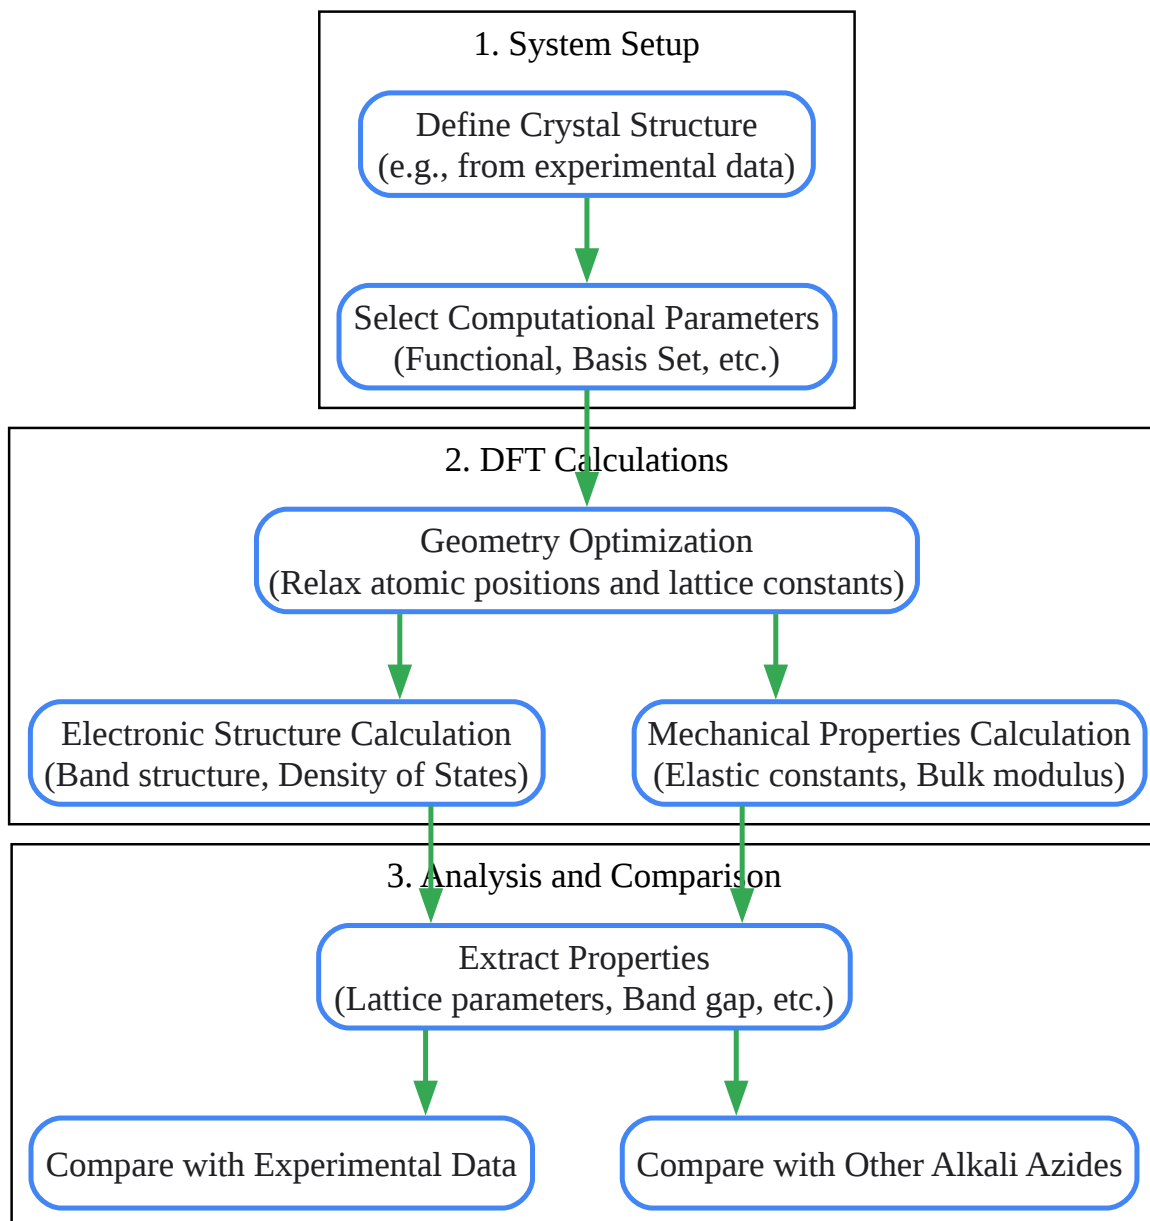 1. System Setup
Define Crystal Structure
(e.g., from experimental data)
Select Computational Parameters
(Functional, Basis Set, etc.)
2. DFT Calculations
Geometry Optimization
(Relax atomic positions and lattice constants)
Electronic Structure Calculation
(Band structure, Density of States)
Mechanical Properties Calculation
(Elastic constants, Bulk modulus)
3. Analysis and Comparison
Extract Properties
(Lattice parameters, Band gap, etc.)
Compare with Experimental Data
Compare with Other Alkali Azides